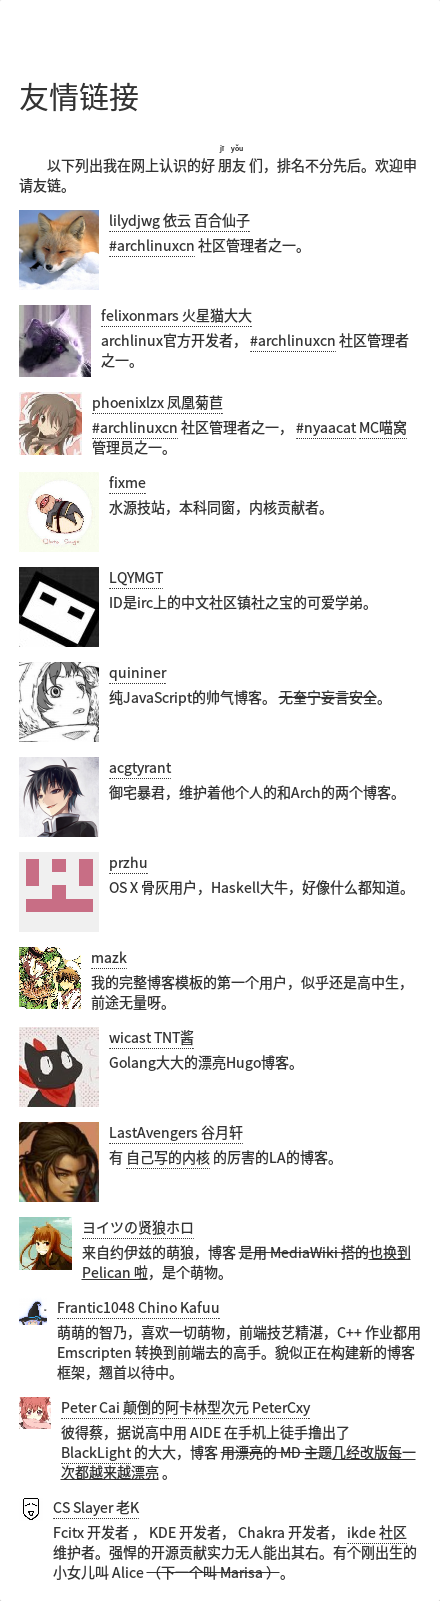 友情链接
jī yǒu
以下列出我在网上认识的好 朋友 们，排名不分先后。欢迎申
请友链。
lilydjwg 依云 百合仙子
#archlinuxcn 社区管理者之一。
felixonmars 火星猫大大
archlinux官方开发者， #archlinuxcn 社区管理者
之一。
phoenixlzx 凤凰菊苣
#archlinuxcn 社区管理者之一， #nyaacat MC喵窝
管理员之一。
fixme
水源技站，本科同窗，内核贡献者。
LQYMGT
ID是irc上的中文社区镇社之宝的可爱学弟。
quininer
纯JavaScript的帅气博客。 无奎宁妄言安全。
acgtyrant
御宅暴君，维护着他个人的和Arch的两个博客。
przhu
OS X 骨灰用户，Haskell大牛，好像什么都知道。
mazk
我的完整博客模板的第一个用户，似乎还是高中生，
前途无量呀。
wicast TNT酱
Golang大大的漂亮Hugo博客。
LastAvengers 谷月轩
有 自己写的内核 的厉害的LA的博客。
ヨイツの贤狼ホロ
来自约伊兹的萌狼，博客 是用 MediaWiki 搭的也换到
Pelican 啦，是个萌物。
Frantic1048 Chino Kafuu
萌萌的智乃，喜欢一切萌物，前端技艺精湛，C++ 作业都用
Emscripten 转换到前端去的高手。貌似正在构建新的博客
框架，翘首以待中。
Peter Cai 颠倒的阿卡林型次元 PeterCxy
彼得蔡，据说高中用 AIDE 在手机上徒手撸出了
BlackLight 的大大，博客 用漂亮的 MD 主题几经改版每一
次都越来越漂亮 。
CS Slayer 老K
Fcitx 开发者 ， KDE 开发者， Chakra 开发者， ikde 社区
维护者。强悍的开源贡献实力无人能出其右。有个刚出生的
小女儿叫 Alice （下一个叫 Marisa ）。